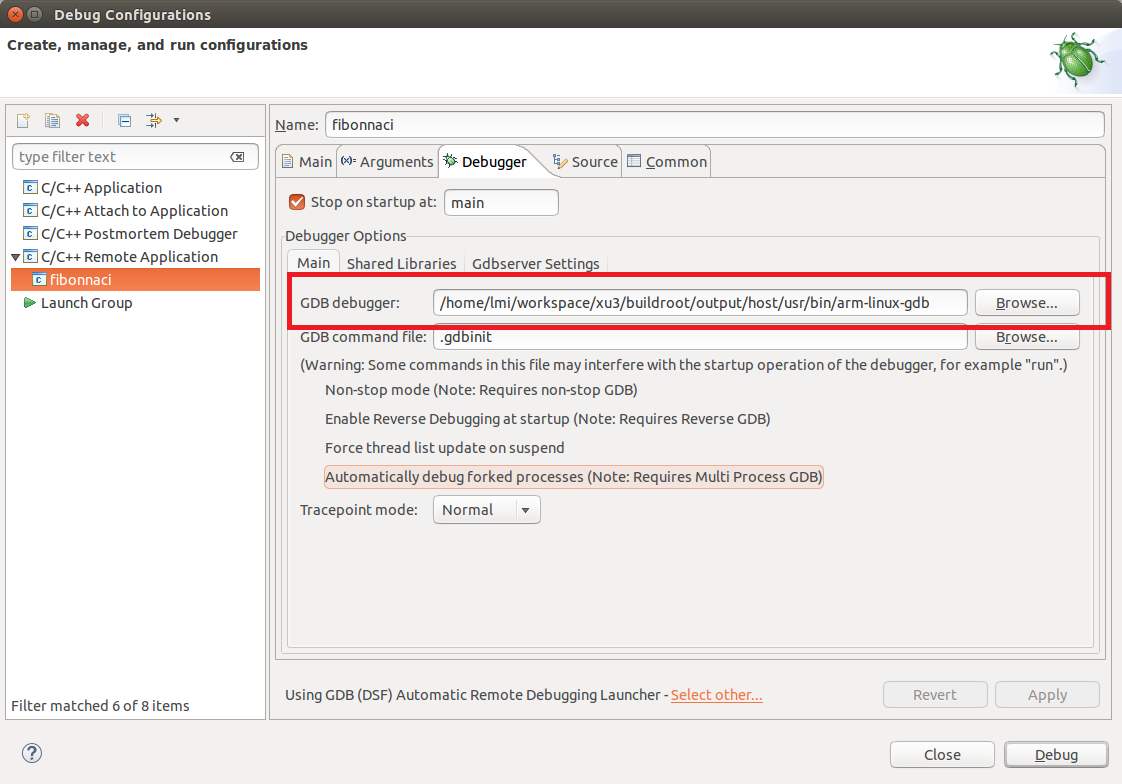 Debug Configurations
Create, manage, and run configurations
type filter text
C/C++ Application
C/C++ Attach to Application
C/C++ Postmortem Debugger
C/C++ Remote Application
fibonnaci
Launch Group
Filter matched 6 of 8 items
Name: fibonnaci
Main (x)= Arguments Debugger Source Common
Stop on startup at: main
Debugger Options
Main Shared Libraries Gdbserver Settings
GDB debugger: /home/lmi/workspace/xu3/buildroot/output/host/usr/bin/arm-linux-gdb Browse...
GDB command file: .gdbinit Browse...
(Warning: Some commands in this file may interfere with the startup operation of the debugger, for example "run".)
Non-stop mode (Note: Requires non-stop GDB)
Enable Reverse Debugging at startup (Note: Requires Reverse GDB)
Force thread list update on suspend
Automatically debug forked processes (Note: Requires Multi Process GDB)
Tracepoint mode: Normal
Using GDB (DSF) Automatic Remote Debugging Launcher - Select other... Revert Apply
? Close Debug